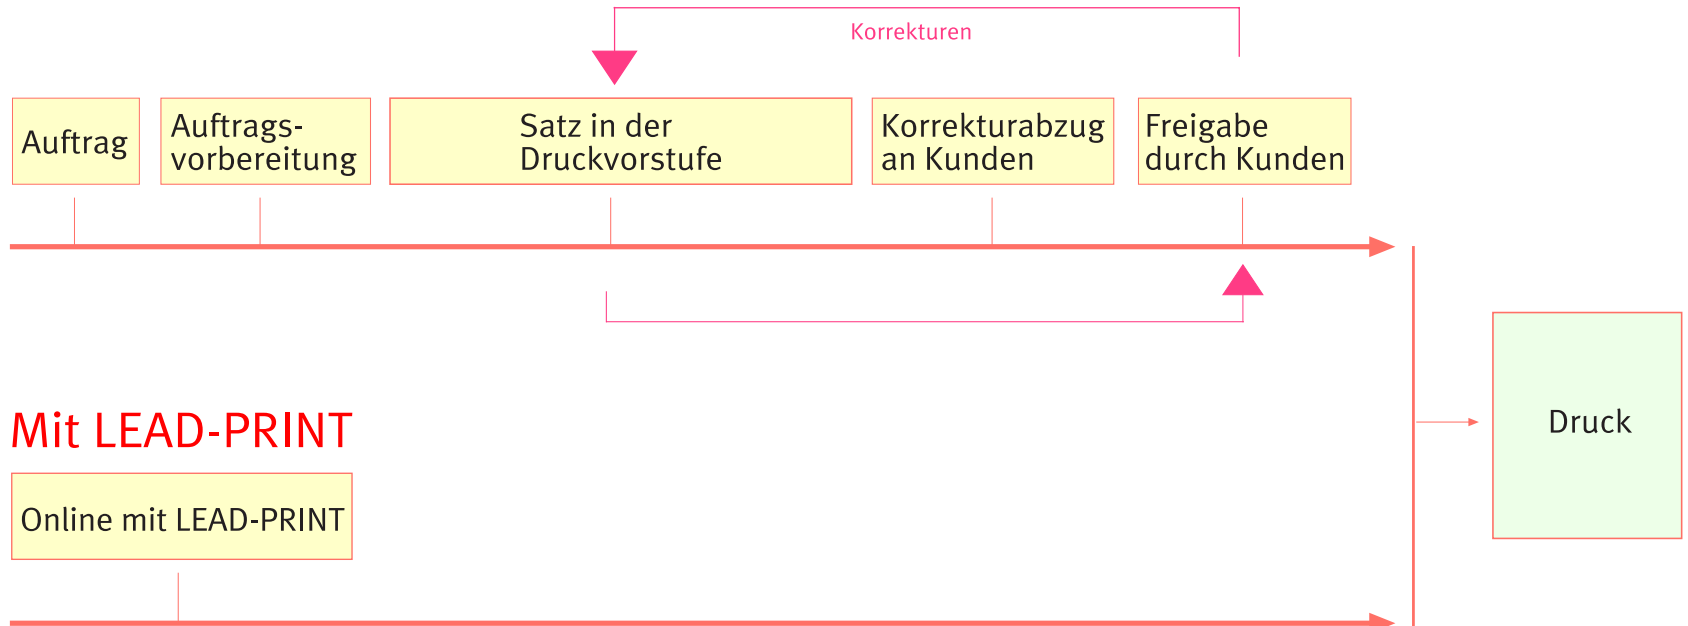 Korrekturen
Auftrag
Auftrags-
vorbereitung
Satz in der
Druckvorstufe
Korrekturabzug
an Kunden
Freigabe
durch Kunden
Mit LEAD-PRINT
Online mit LEAD-PRINT
Druck